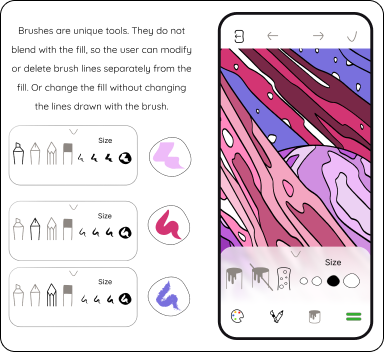 Brushes are unique tools. They do not
blend with the fill, so the user can modify
or delete brush lines separately from the
fill. Or change the fill without changing
the lines drawn with the brush.
Size
Size
Size
Size